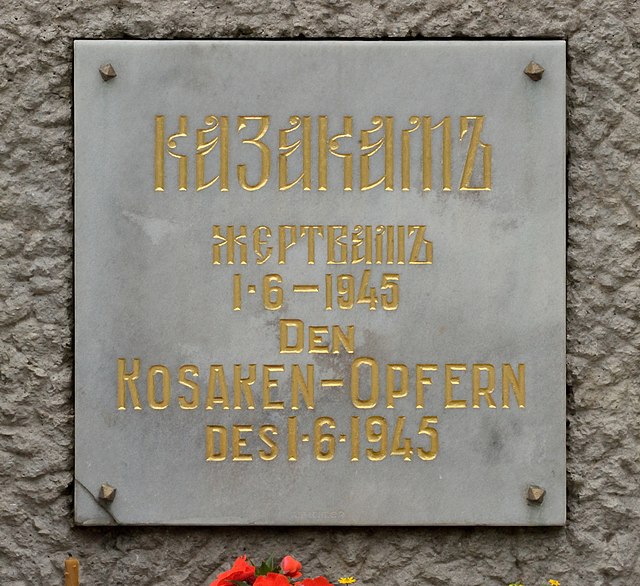 КАЗАКАМЪ
ЖЕРТВАМЪ
1·6–1945
DEN
KOSAKEN-OPFERN
DES 1·6·1945